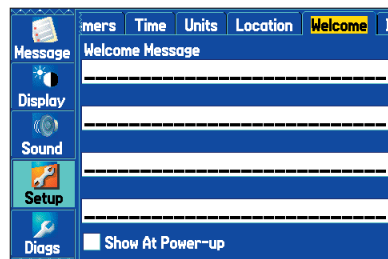 mers Time Units Location Welcome
Message
Welcome Message
Display
Sound
Setup
Diags
Show At Power-up